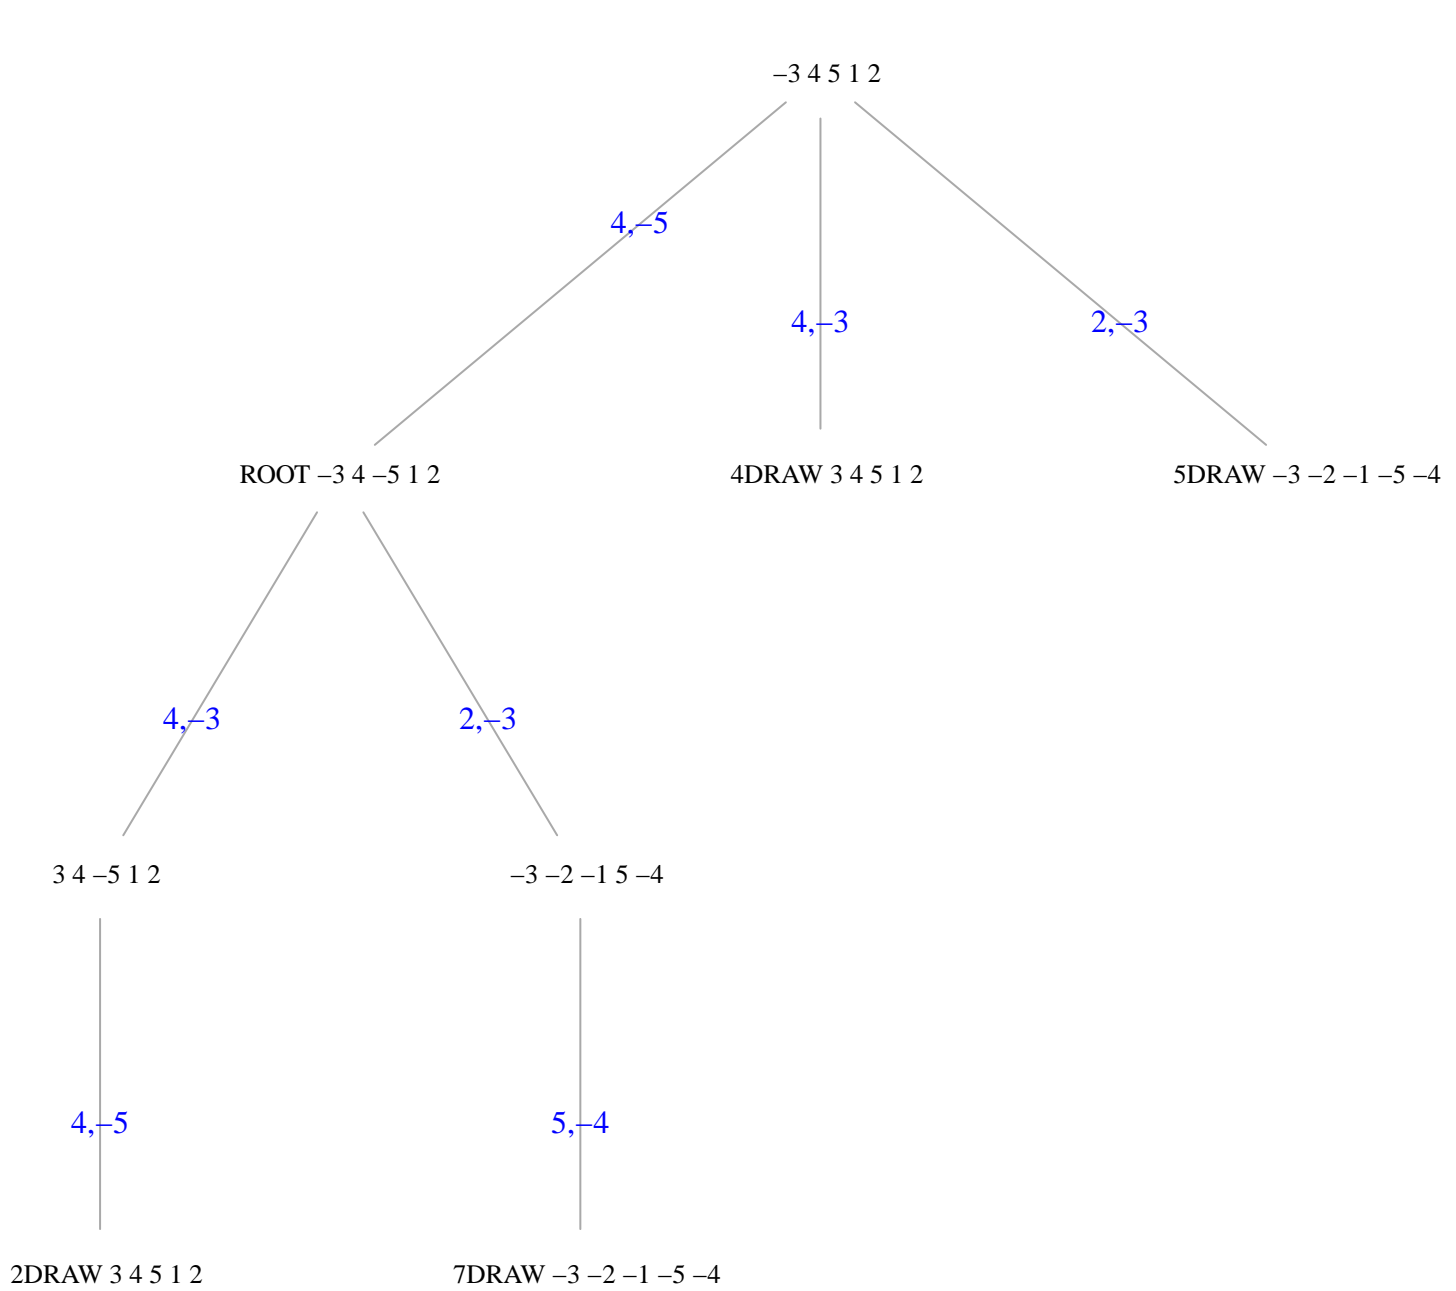 –3 4 5 1 2
4,–5
4,–3
2,–3
ROOT –3 4 –5 1 2
4DRAW 3 4 5 1 2
5DRAW –3 –2 –1 –5 –4
4,–3
2,–3
3 4 –5 1 2
–3 –2 –1 5 –4
4,–5
5,–4
2DRAW 3 4 5 1 2
7DRAW –3 –2 –1 –5 –4